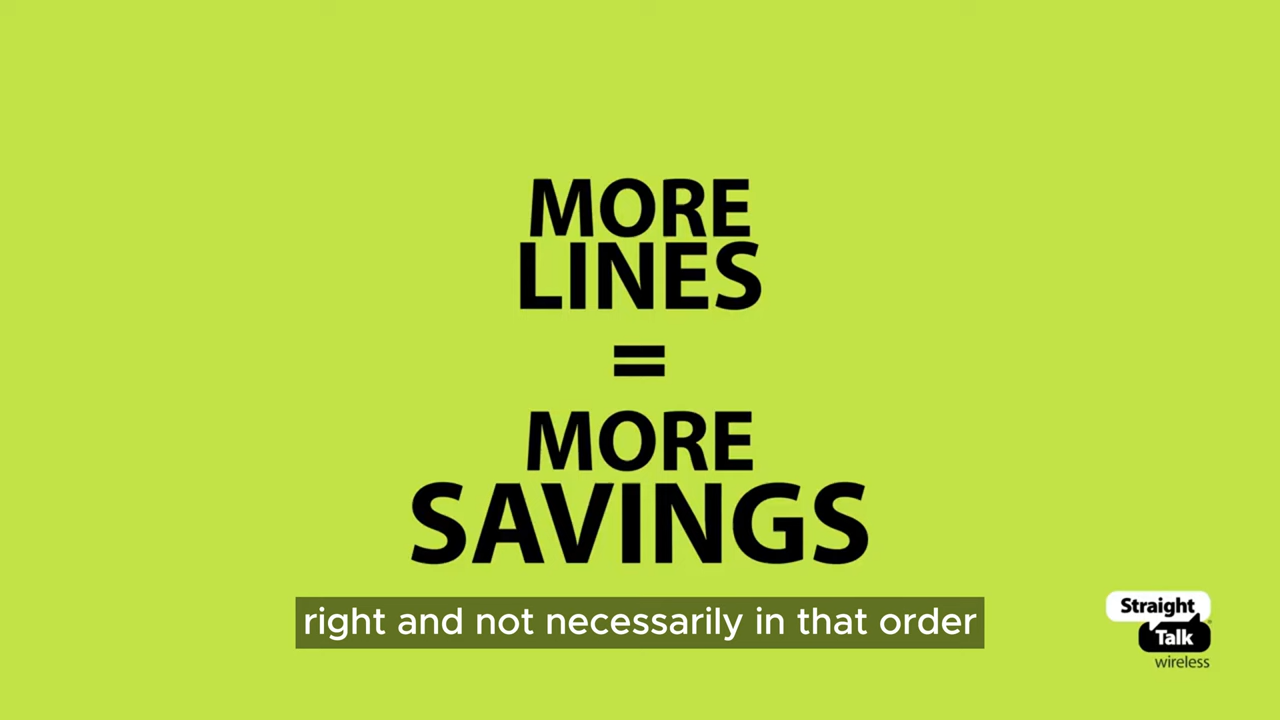 MORE
LINES
=
MORE
SAVINGS
right and not necessarily in that order
Straight
Talk
wireless